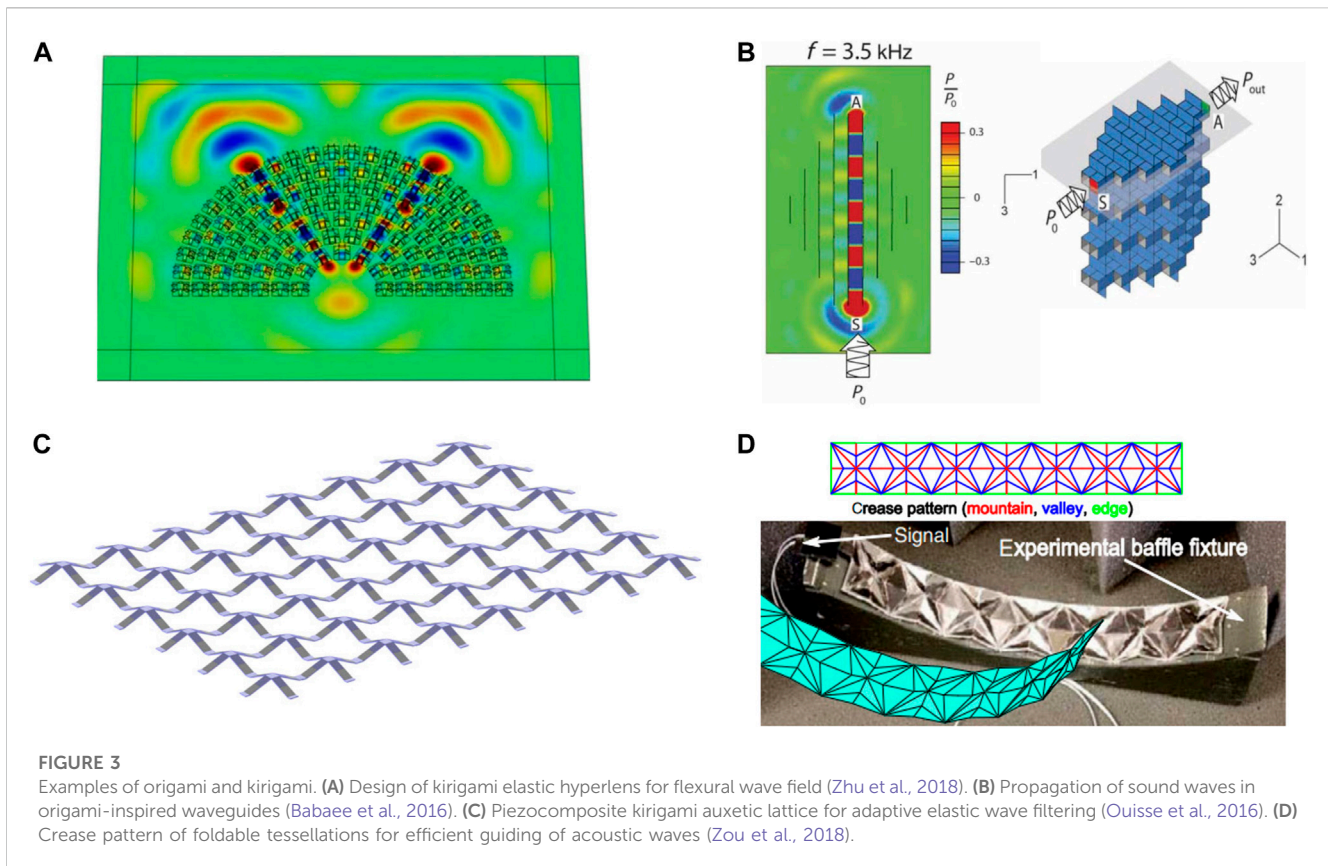 A
B
f = 3.5 kHz
A
S
P0
P
P0
0.3
0
−0.3
1
3
Pout
A
S
P0
2
3
1
C
D
Crease pattern (mountain, valley, edge)
Signal
Experimental baffle fixture
FIGURE 3
Examples of origami and kirigami. (A) Design of kirigami elastic hyperlens for flexural wave field (Zhu et al., 2018). (B) Propagation of sound waves in
origami-inspired waveguides (Babaee et al., 2016). (C) Piezocomposite kirigami auxetic lattice for adaptive elastic wave filtering (Ouisse et al., 2016). (D)
Crease pattern of foldable tessellations for efficient guiding of acoustic waves (Zou et al., 2018).